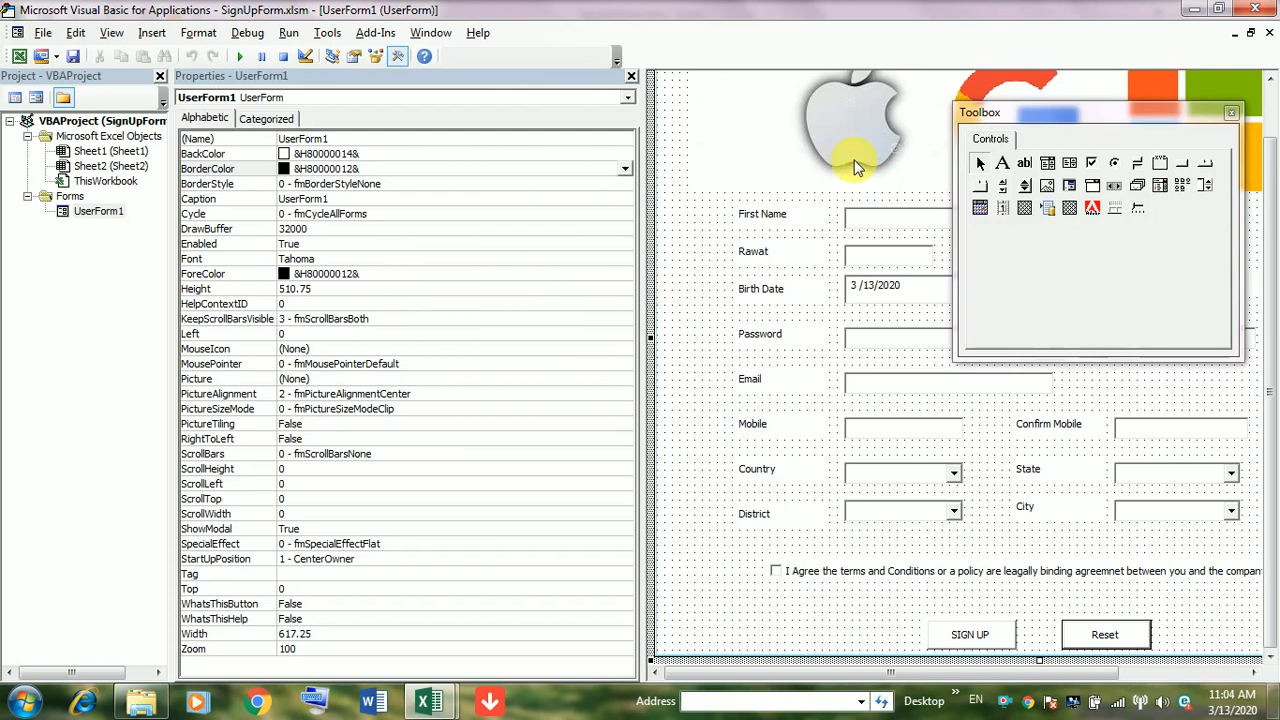 Microsoft Visual Basic for Applications - SignUpForm.xlsm - [UserForm1 (UserForm)]
File Edit View Insert Format Debug Run Tools Add-Ins Window Help
Project - VBAProject
VBAProject (SignUpForm
Microsoft Excel Objects
Sheet1 (Sheet1)
Sheet2 (Sheet2)
ThisWorkbook
Forms
UserForm1
Properties - UserForm1
UserForm1 UserForm
Alphabetic Categorized
(Name) UserForm1
BackColor &H80000014&
BorderColor &H80000012&
BorderStyle 0 - fmBorderStyleNone
Caption UserForm1
Cycle 0 - fmCycleAllForms
DrawBuffer 32000
Enabled True
Font Tahoma
ForeColor &H80000012&
Height 510.75
HelpContextID 0
KeepScrollBarsVisible 3 - fmScrollBarsBoth
Left 0
MouseIcon (None)
MousePointer 0 - fmMousePointerDefault
Picture (None)
PictureAlignment 2 - fmPictureAlignmentCenter
PictureSizeMode 0 - fmPictureSizeModeClip
PictureTiling False
RightToLeft False
ScrollBars 0 - fmScrollBarsNone
ScrollHeight 0
ScrollLeft 0
ScrollTop 0
ScrollWidth 0
ShowModal True
SpecialEffect 0 - fmSpecialEffectFlat
StartUpPosition 1 - CenterOwner
Tag
Top 0
WhatsThisButton False
WhatsThisHelp False
Width 617.25
Zoom 100
Toolbox
Controls
A ab|
First Name
Rawat
Birth Date 3 /13/2020
Password
Email
Mobile Confirm Mobile
Country State
District City
I Agree the terms and Conditions or a policy are leagally binding agreemnet between you and the compan
SIGN UP Reset
Address Desktop » EN 11:04 AM
3/13/2020